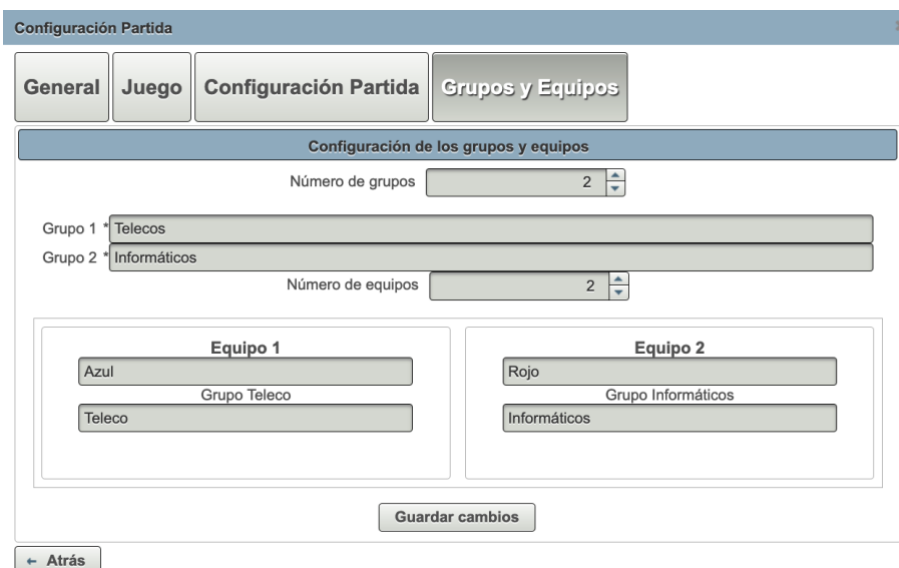 Configuración Partida
General Juego Configuración Partida Grupos y Equipos
Configuración de los grupos y equipos
Número de grupos 2
Grupo 1 * Telecos
Grupo 2 * Informáticos
Número de equipos 2
Equipo 1 Equipo 2
Azul Rojo
Grupo Teleco Grupo Informáticos
Teleco Informáticos
Guardar cambios
← Atrás